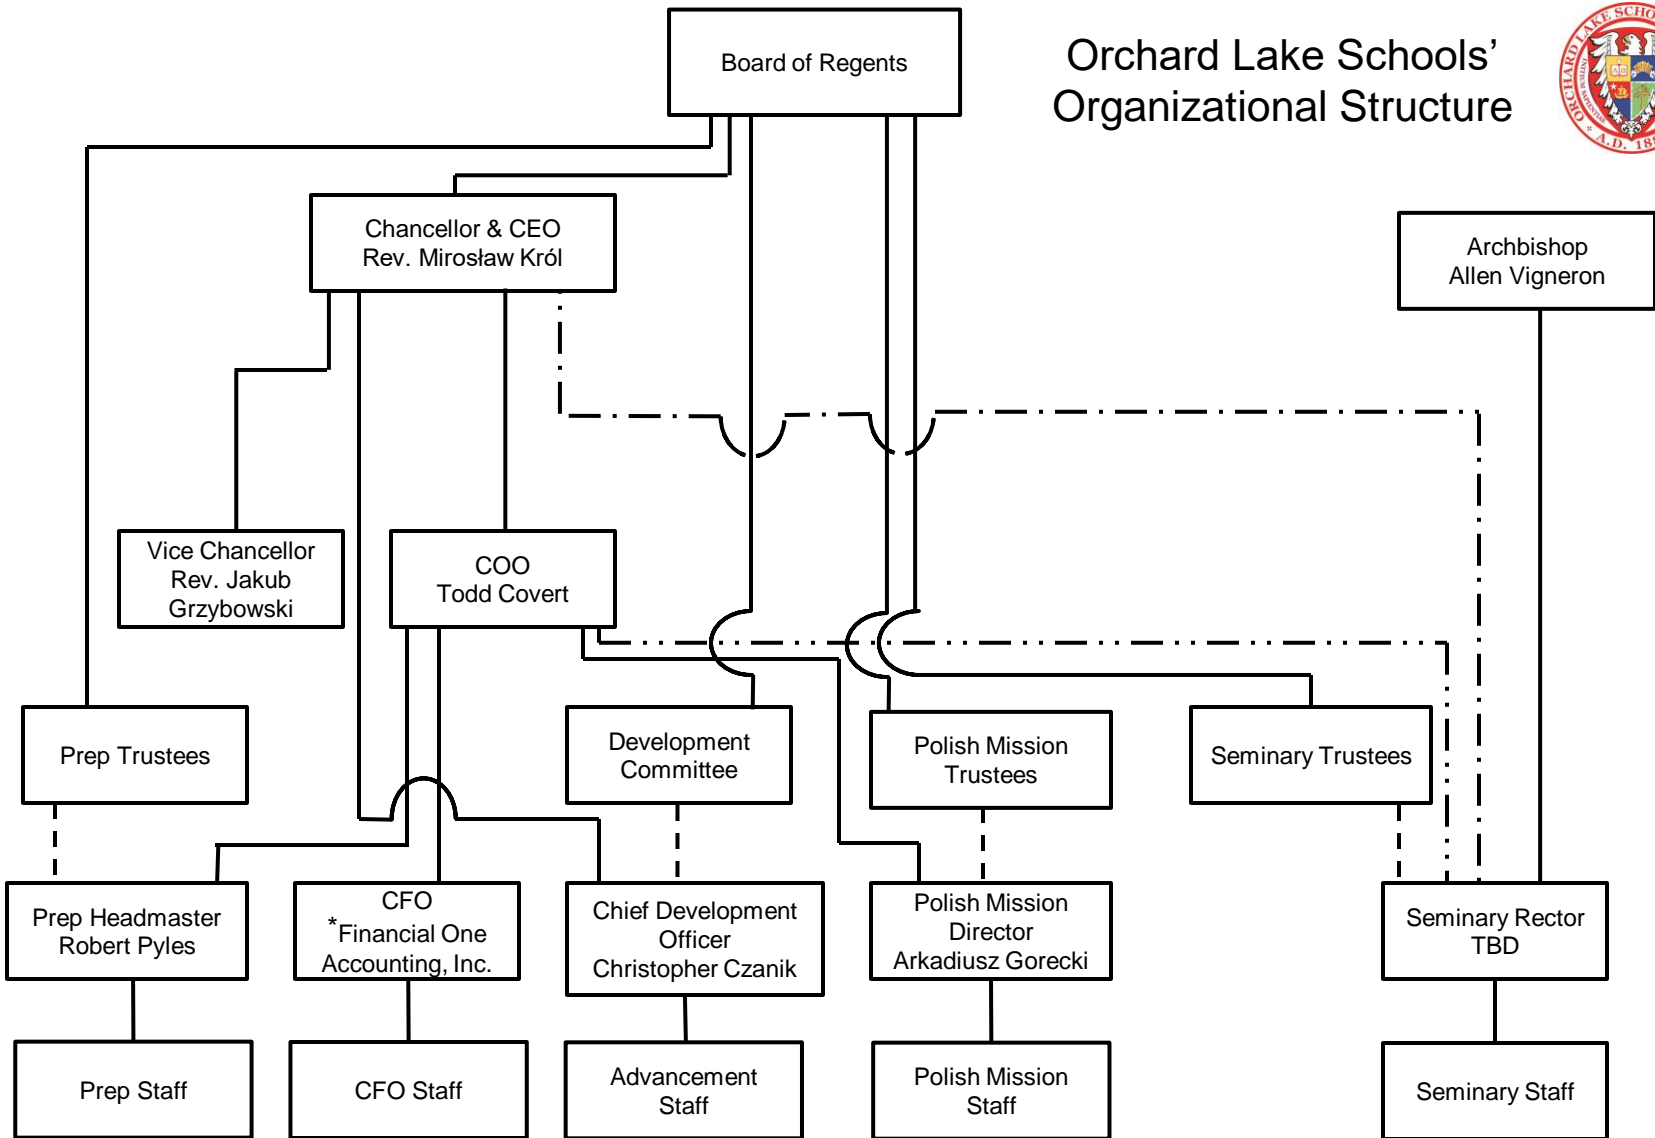 Orchard Lake Schools’
Organizational Structure
Board of Regents
Chancellor & CEO
Rev. Mirosław Król
Archbishop
Allen Vigneron
Vice Chancellor
Rev. Jakub
Grzybowski
COO
Todd Covert
Prep Trustees
Development
Committee
Polish Mission
Trustees
Seminary Trustees
Prep Headmaster
Robert Pyles
CFO
*Financial One
Accounting, Inc.
Chief Development
Officer
Christopher Czanik
Polish Mission
Director
Arkadiusz Gorecki
Seminary Rector
TBD
Prep Staff
CFO Staff
Advancement
Staff
Polish Mission
Staff
Seminary Staff